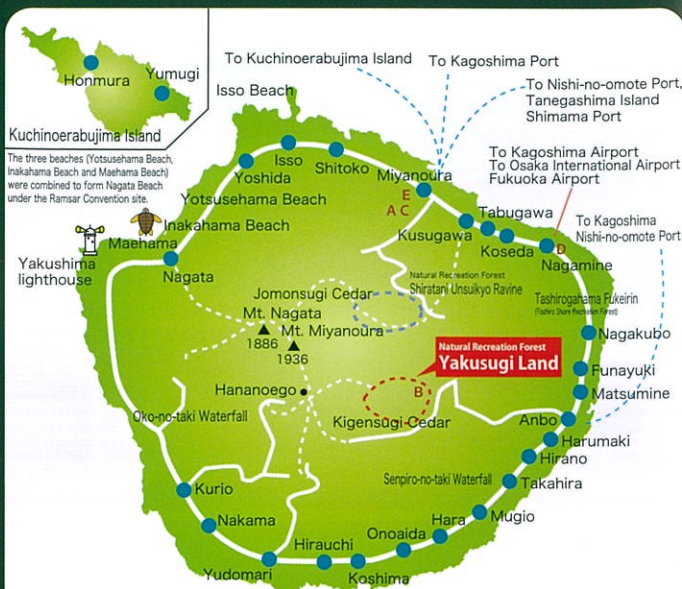 Honmura
Yumugi
Kuchinoerabujima Island
The three beaches (Yotsusehama Beach,
Inakahama Beach and Maehama Beach)
were combined to form Nagata Beach
under the Ramsar Convention site.
To Kuchinoerabujima Island
To Kagoshima Port
To Nishi-no-omote Port,
Tanegashima Island
Shimama Port
To Kagoshima Airport
To Osaka International Airport
Fukuoka Airport
To Kagoshima
Nishi-no-omote Port
Isso Beach
Isso
Shitoko
Yoshida
Miyanoura
E
A C
Yotsusehama Beach
Inakahama Beach
Maehama
Yakushima
lighthouse
Nagata
Kusugawa
Tabugawa
Koseda
D
Nagamine
Natural Recreation Forest
Shiratani Unsuikyo Ravine
Tashiroganama Fukeirin
(Tashiro Share Recreation Forest)
Jomonsugi Cedar
Mt. Nagata
1886
Mt. Miyanoura
1936
Nagakubo
Natural Recreation Forest
Yakusugi Land
Funayuki
Matsumine
Hananoego
B
Kigensugi-Cedar
Oko-no-taki Waterfall
Anbo
Harumaki
Hirano
Senpiro-no-taki Waterfall
Takahira
Kurio
Nakama
Mugio
Hara
Onoaida
Hirauchi
Koshima
Yudomari